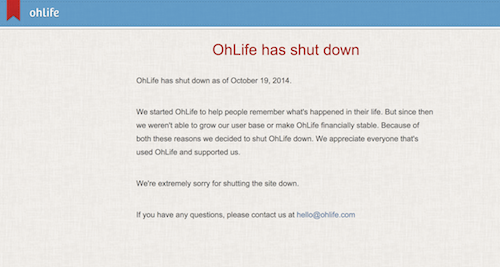 ohlife
OhLife has shut down
OhLife has shut down as of October 19, 2014.
We started OhLife to help people remember what's happened in their life. But since then
we weren't able to grow our user base or make OhLife financially stable. Because of
both these reasons we decided to shut OhLife down. We appreciate everyone that's
used OhLife and supported us.
We're extremely sorry for shutting the site down.
If you have any questions, please contact us at hello@ohlife.com